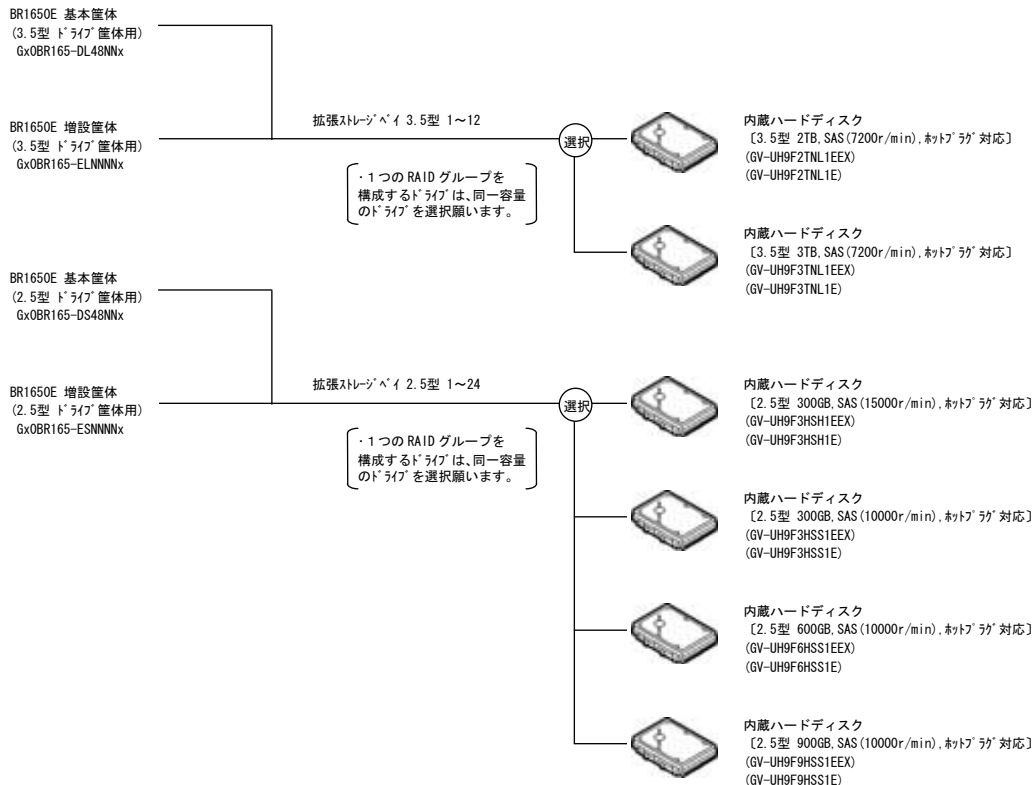 BR1650E 基本筐体
(3.5型 ﾄﾞﾗｲﾌﾞ筐体用)
GxOBR165-DL48NNx
BR1650E 増設筐体
(3.5型 ﾄﾞﾗｲﾌﾞ筐体用)
GxOBR165-ELNNNNx
拡張ｽﾄﾚｰｼﾞﾍﾞｲ 3.5型 1～12
・１つの RAID グループを
構成するﾄﾞﾗｲﾌﾞは、同一容量
のﾄﾞﾗｲﾌﾞを選択願います。
選択
内蔵ハードディスク
〔3.5型 2TB,SAS(7200r/min),ﾎｯﾄﾌﾟﾗｸﾞ対応〕
(GV-UH9F2TNL1EEX)
(GV-UH9F2TNL1E)
内蔵ハードディスク
〔3.5型 3TB,SAS(7200r/min),ﾎｯﾄﾌﾟﾗｸﾞ対応〕
(GV-UH9F3TNL1EEX)
(GV-UH9F3TNL1E)
BR1650E 基本筐体
(2.5型 ﾄﾞﾗｲﾌﾞ筐体用)
GxOBR165-DS48NNx
BR1650E 増設筐体
(2.5型 ﾄﾞﾗｲﾌﾞ筐体用)
GxOBR165-ESNNNNx
拡張ｽﾄﾚｰｼﾞﾍﾞｲ 2.5型 1～24
・１つの RAID グループを
構成するﾄﾞﾗｲﾌﾞは、同一容量
のﾄﾞﾗｲﾌﾞを選択願います。
選択
内蔵ハードディスク
〔2.5型 300GB,SAS(15000r/min),ﾎｯﾄﾌﾟﾗｸﾞ対応〕
(GV-UH9F3HSH1EEX)
(GV-UH9F3HSH1E)
内蔵ハードディスク
〔2.5型 300GB,SAS(10000r/min),ﾎｯﾄﾌﾟﾗｸﾞ対応〕
(GV-UH9F3HSS1EEX)
(GV-UH9F3HSS1E)
内蔵ハードディスク
〔2.5型 600GB,SAS(10000r/min),ﾎｯﾄﾌﾟﾗｸﾞ対応〕
(GV-UH9F6HSS1EEX)
(GV-UH9F6HSS1E)
内蔵ハードディスク
〔2.5型 900GB,SAS(10000r/min),ﾎｯﾄﾌﾟﾗｸﾞ対応〕
(GV-UH9F9HSS1EEX)
(GV-UH9F9HSS1E)